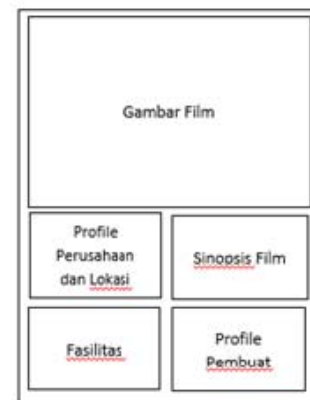 Gambar Film
Profile
Perusahaan
dan Lokasi
Sinopsis Film
Fasilitas
Profile
Pembuat